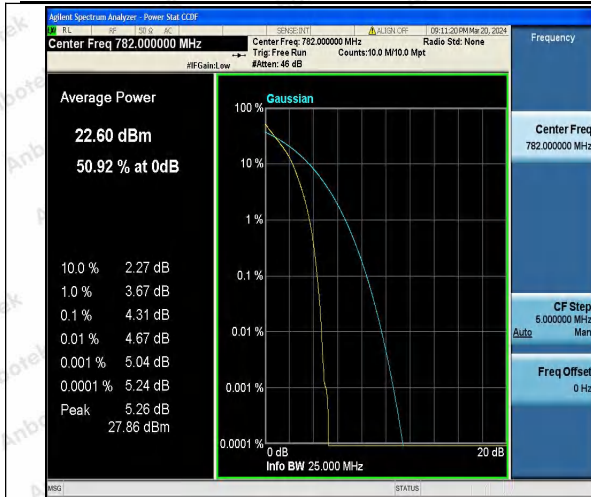 Agilent Spectrum Analyzer - Power Stat CCDF
RL RF 50 Ω AC SENSE:INT ALIGN OFF 09:11:20 PM Mar 20, 2024
Center Freq 782.000000 MHz
Center Freq: 782.000000 MHz Radio Std: None
Trig: Free Run Counts:10.0 M/10.0 Mpt
#IFGain:Low #Atten: 46 dB
Frequency
Average Power
22.60 dBm
50.92 % at 0dB
10.0 % 2.27 dB
1.0 % 3.67 dB
0.1 % 4.31 dB
0.01 % 4.67 dB
0.001 % 5.04 dB
0.0001 % 5.24 dB
Peak 5.26 dB
27.86 dBm
Gaussian
100 %
10 %
1 %
0.1 %
0.01 %
0.001 %
0.0001 %
0 dB 20 dB
Info BW 25.000 MHz
Center Freq
782.000000 MHz
CF Step
5.000000 MHz
Auto Man
Freq Offset
0 Hz
MSG STATUS